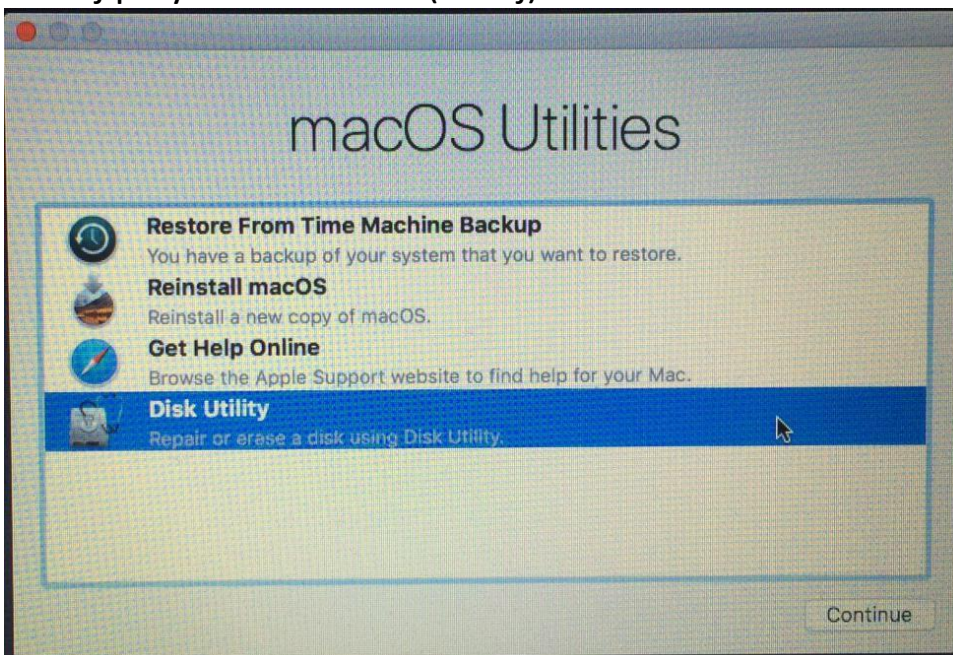 macOS Utilities
Restore From Time Machine Backup
You have a backup of your system that you want to restore.
Reinstall macOS
Reinstall a new copy of macOS.
Get Help Online
Browse the Apple Support website to find help for your Mac.
Disk Utility
Repair or erase a disk using Disk Utility.
Continue